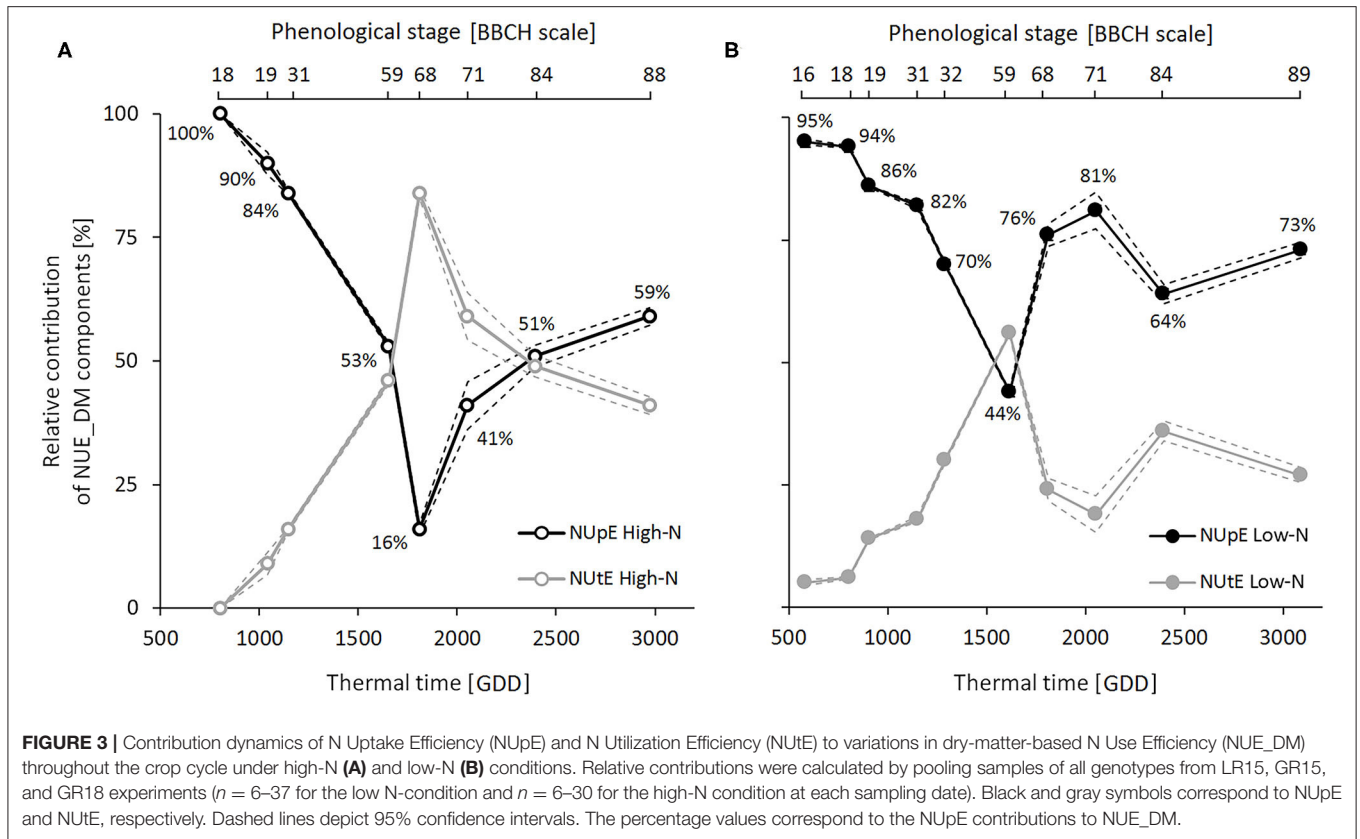 A
Phenological stage [BBCH scale]
18 19 31 59 68 71 84 88
Relative contribution
of NUE_DM components [%]
100
75
50
25
0
100%
90%
84%
53%
16%
41%
51%
59%
NUpE High-N
NUtE High-N
500 1000 1500 2000 2500 3000
Thermal time [GDD]
B
Phenological stage [BBCH scale]
16 18 19 31 32 59 68 71 84 89
95%
94%
86%
82%
70%
44%
76%
81%
64%
73%
NUpE Low-N
NUtE Low-N
500 1000 1500 2000 2500 3000
Thermal time [GDD]
FIGURE 3 | Contribution dynamics of N Uptake Efficiency (NUpE) and N Utilization Efficiency (NUtE) to variations in dry-matter-based N Use Efficiency (NUE_DM)
throughout the crop cycle under high-N (A) and low-N (B) conditions. Relative contributions were calculated by pooling samples of all genotypes from LR15, GR15,
and GR18 experiments (n = 6–37 for the low N-condition and n = 6–30 for the high-N condition at each sampling date). Black and gray symbols correspond to NUpE
and NUtE, respectively. Dashed lines depict 95% confidence intervals. The percentage values correspond to the NUpE contributions to NUE_DM.